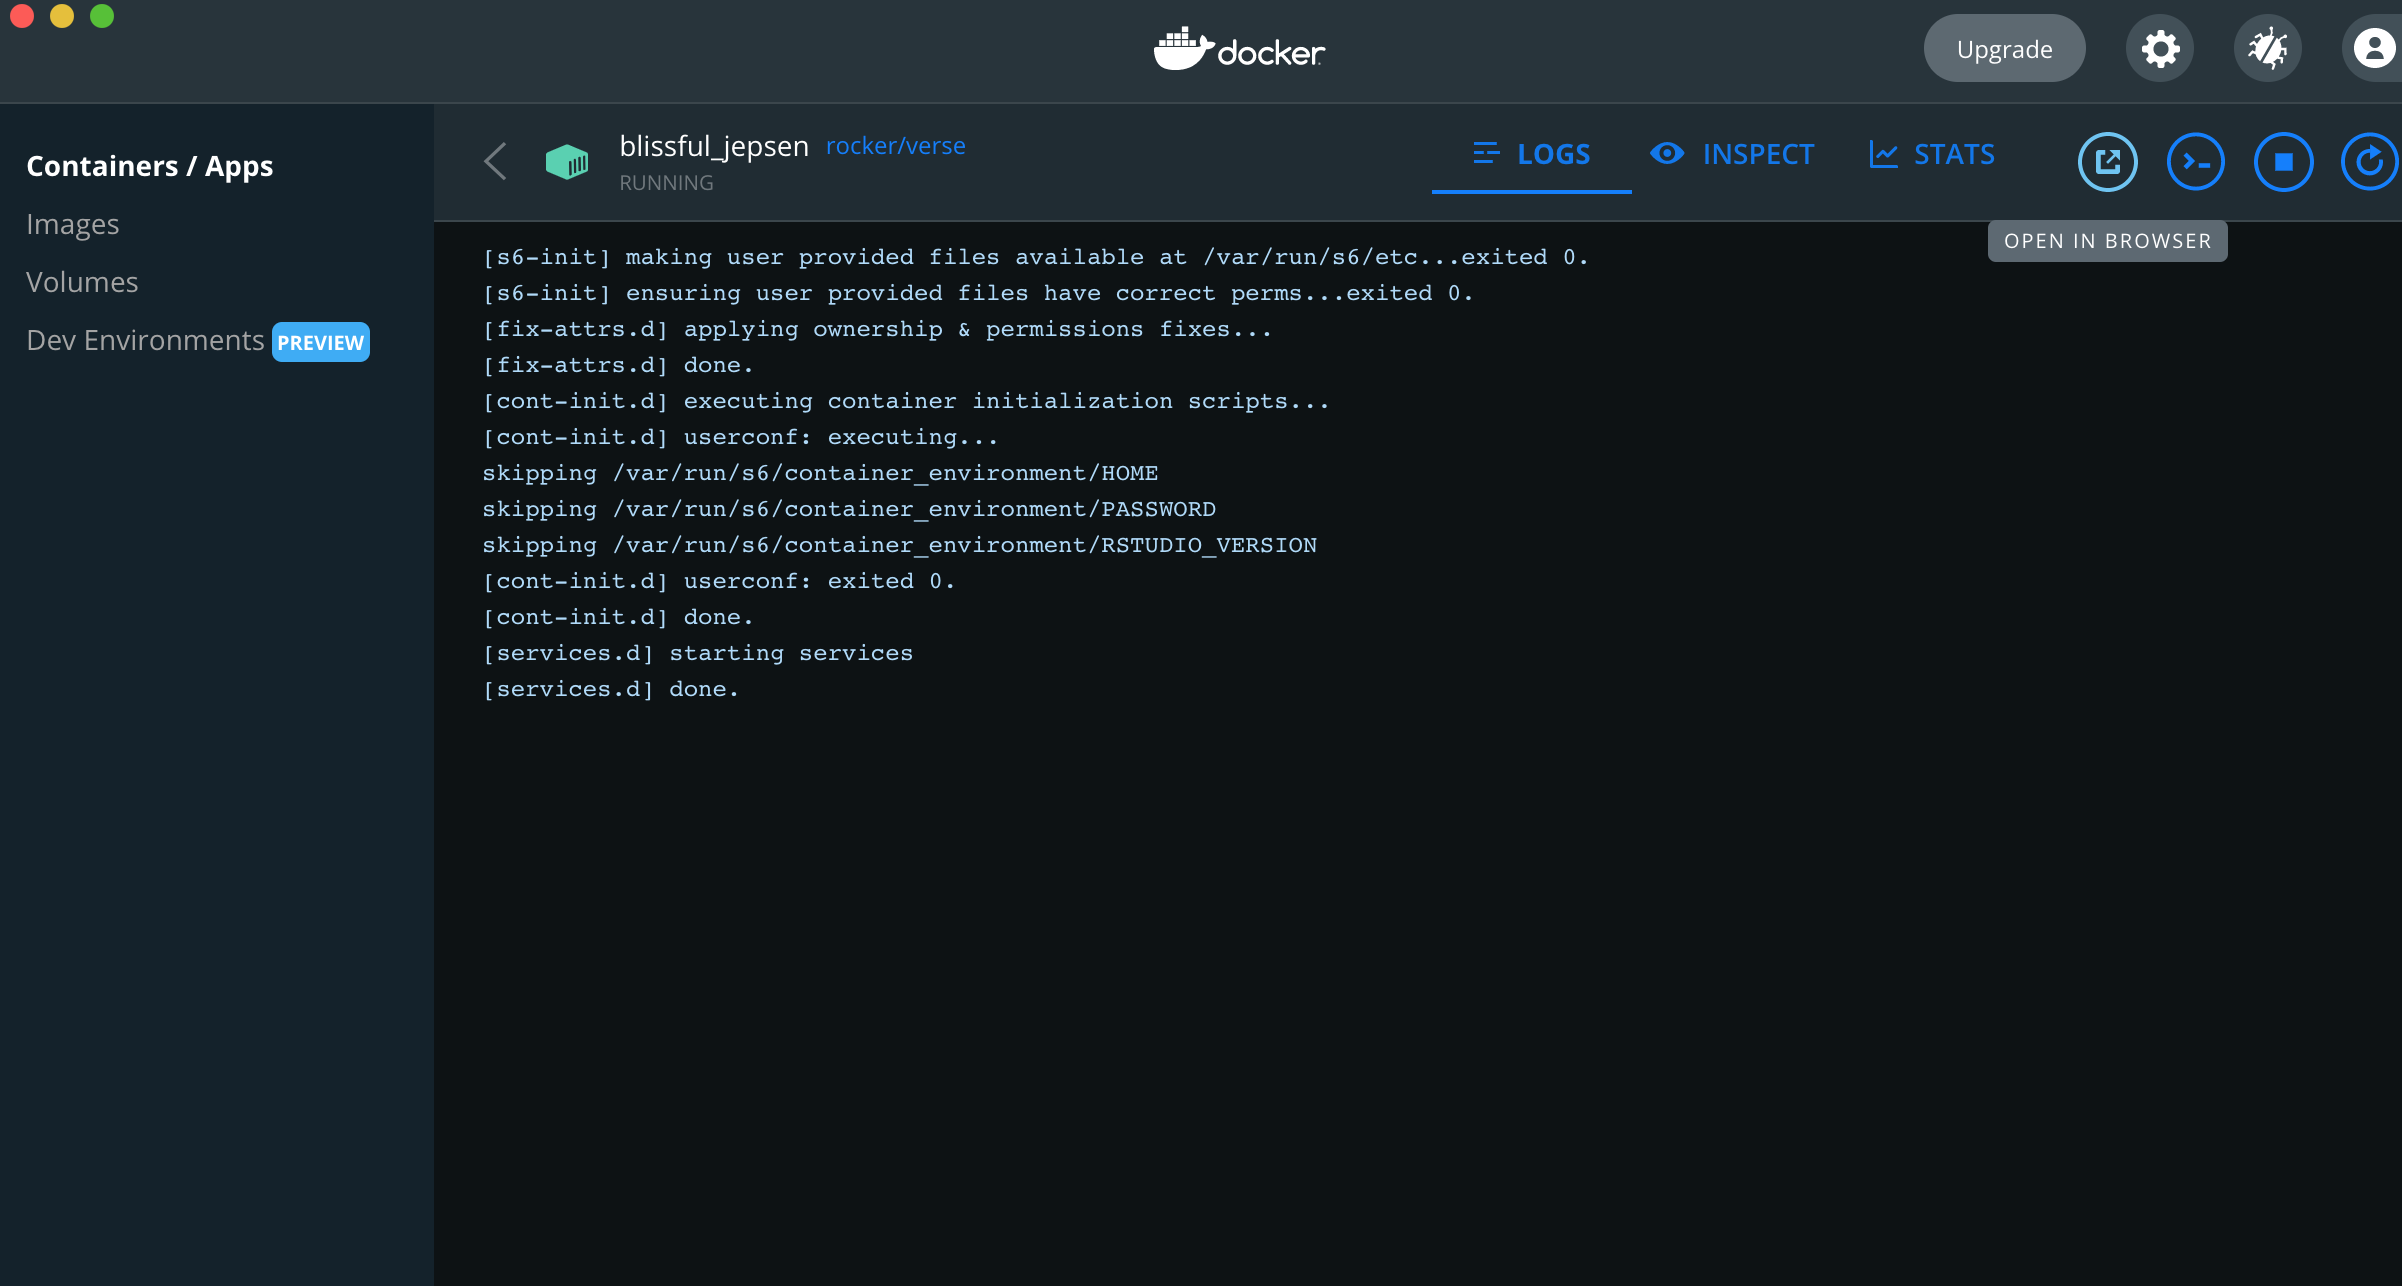 docker
Upgrade
Containers / Apps
Images
Volumes
Dev Environments PREVIEW
blissful_jepsen rocker/verse
RUNNING
LOGS
INSPECT
STATS
OPEN IN BROWSER
[s6-init] making user provided files available at /var/run/s6/etc...exited 0.
[s6-init] ensuring user provided files have correct perms...exited 0.
[fix-attrs.d] applying ownership & permissions fixes...
[fix-attrs.d] done.
[cont-init.d] executing container initialization scripts...
[cont-init.d] userconf: executing...
skipping /var/run/s6/container_environment/HOME
skipping /var/run/s6/container_environment/PASSWORD
skipping /var/run/s6/container_environment/RSTUDIO_VERSION
[cont-init.d] userconf: exited 0.
[cont-init.d] done.
[services.d] starting services
[services.d] done.